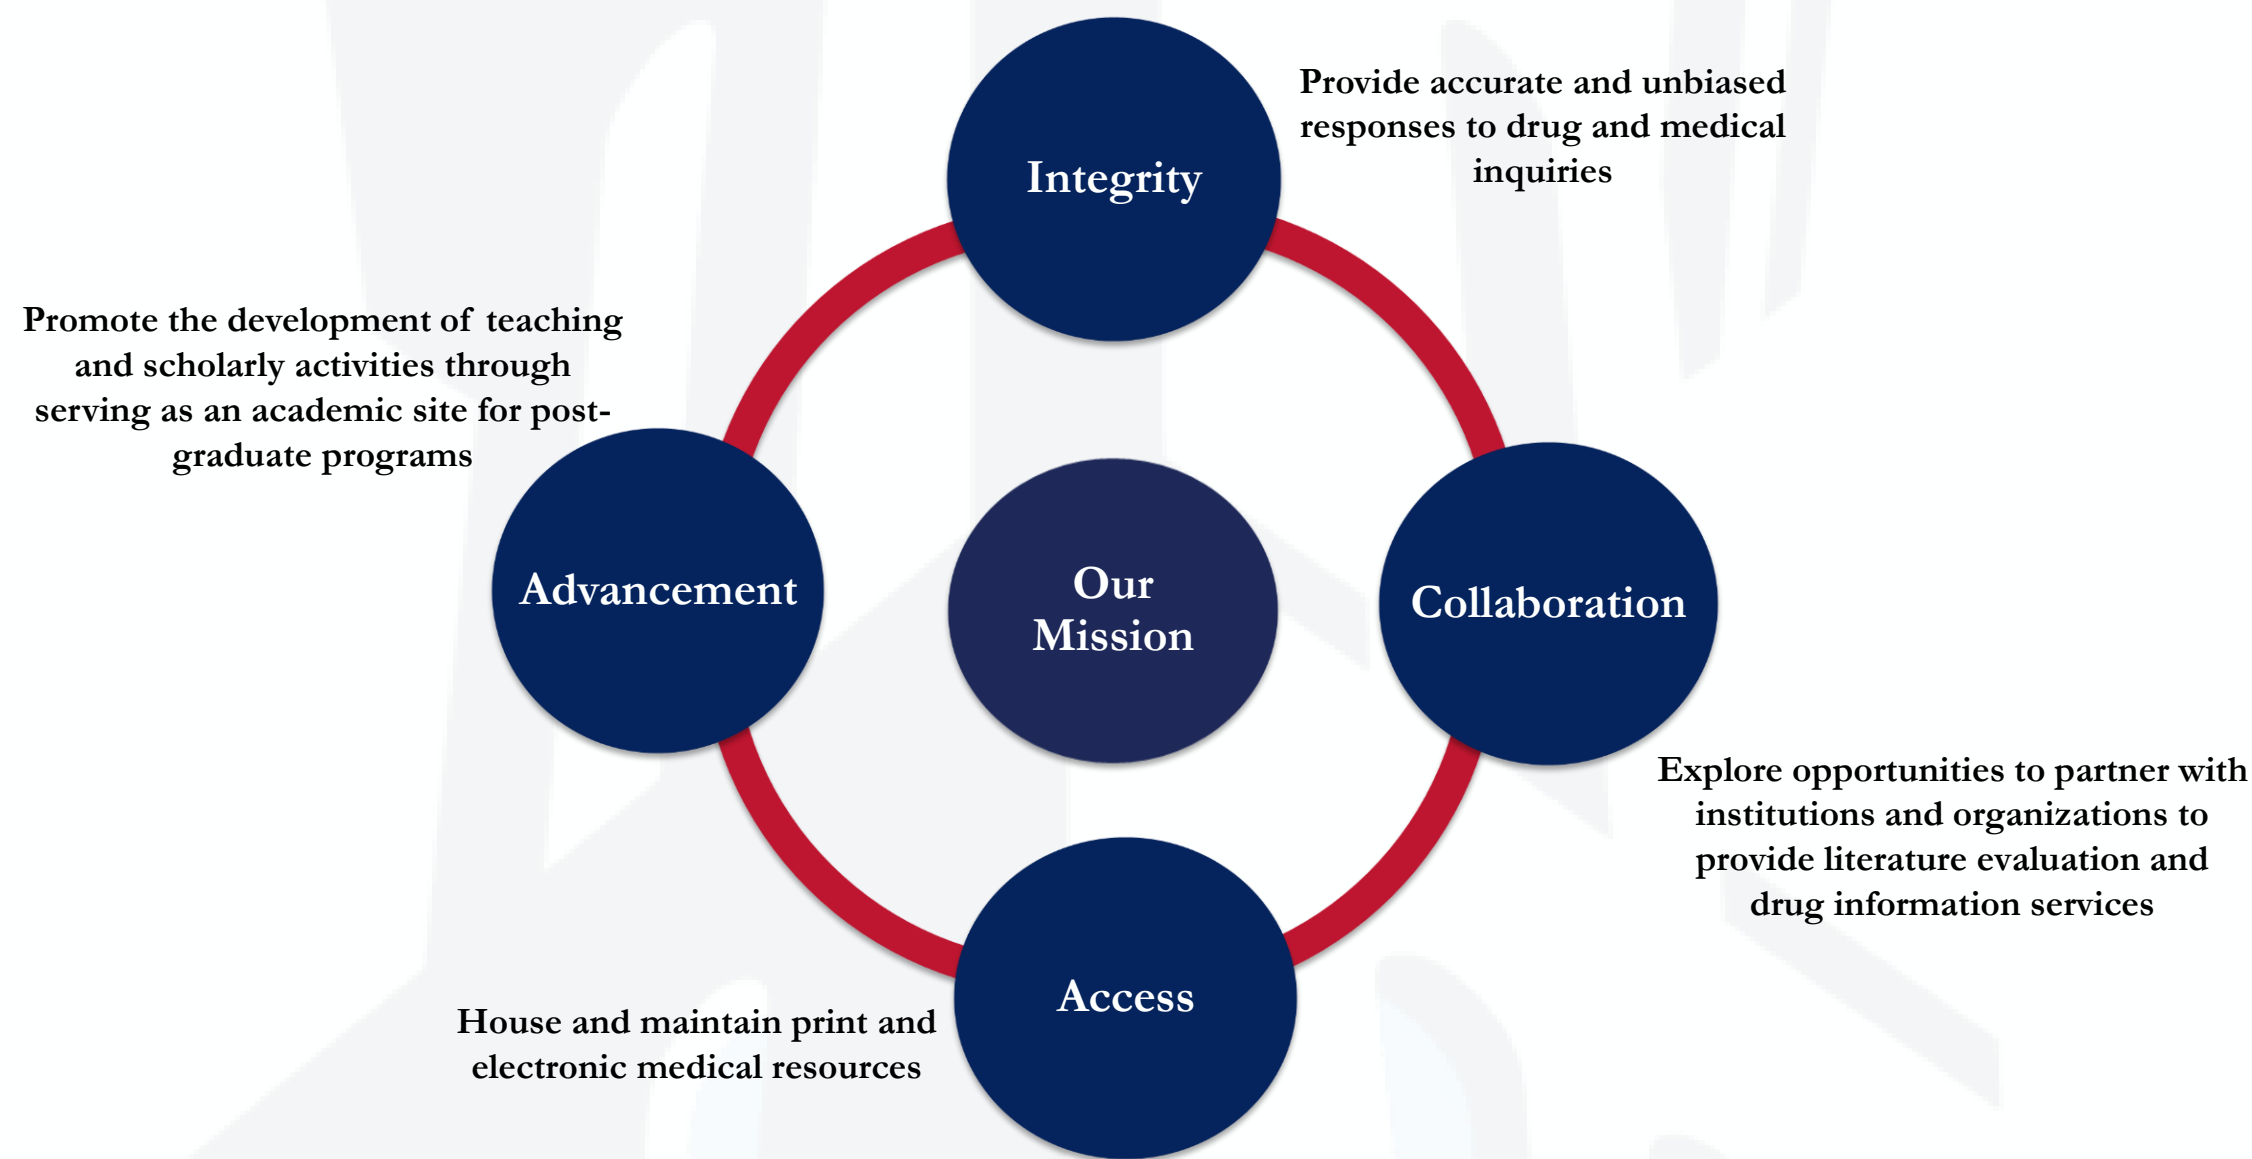 Integrity
Provide accurate and unbiased
responses to drug and medical
inquiries
Promote the development of teaching
and scholarly activities through
serving as an academic site for post-
graduate programs
Advancement
Our
Mission
Collaboration
Explore opportunities to partner with
institutions and organizations to
provide literature evaluation and
drug information services
Access
House and maintain print and
electronic medical resources